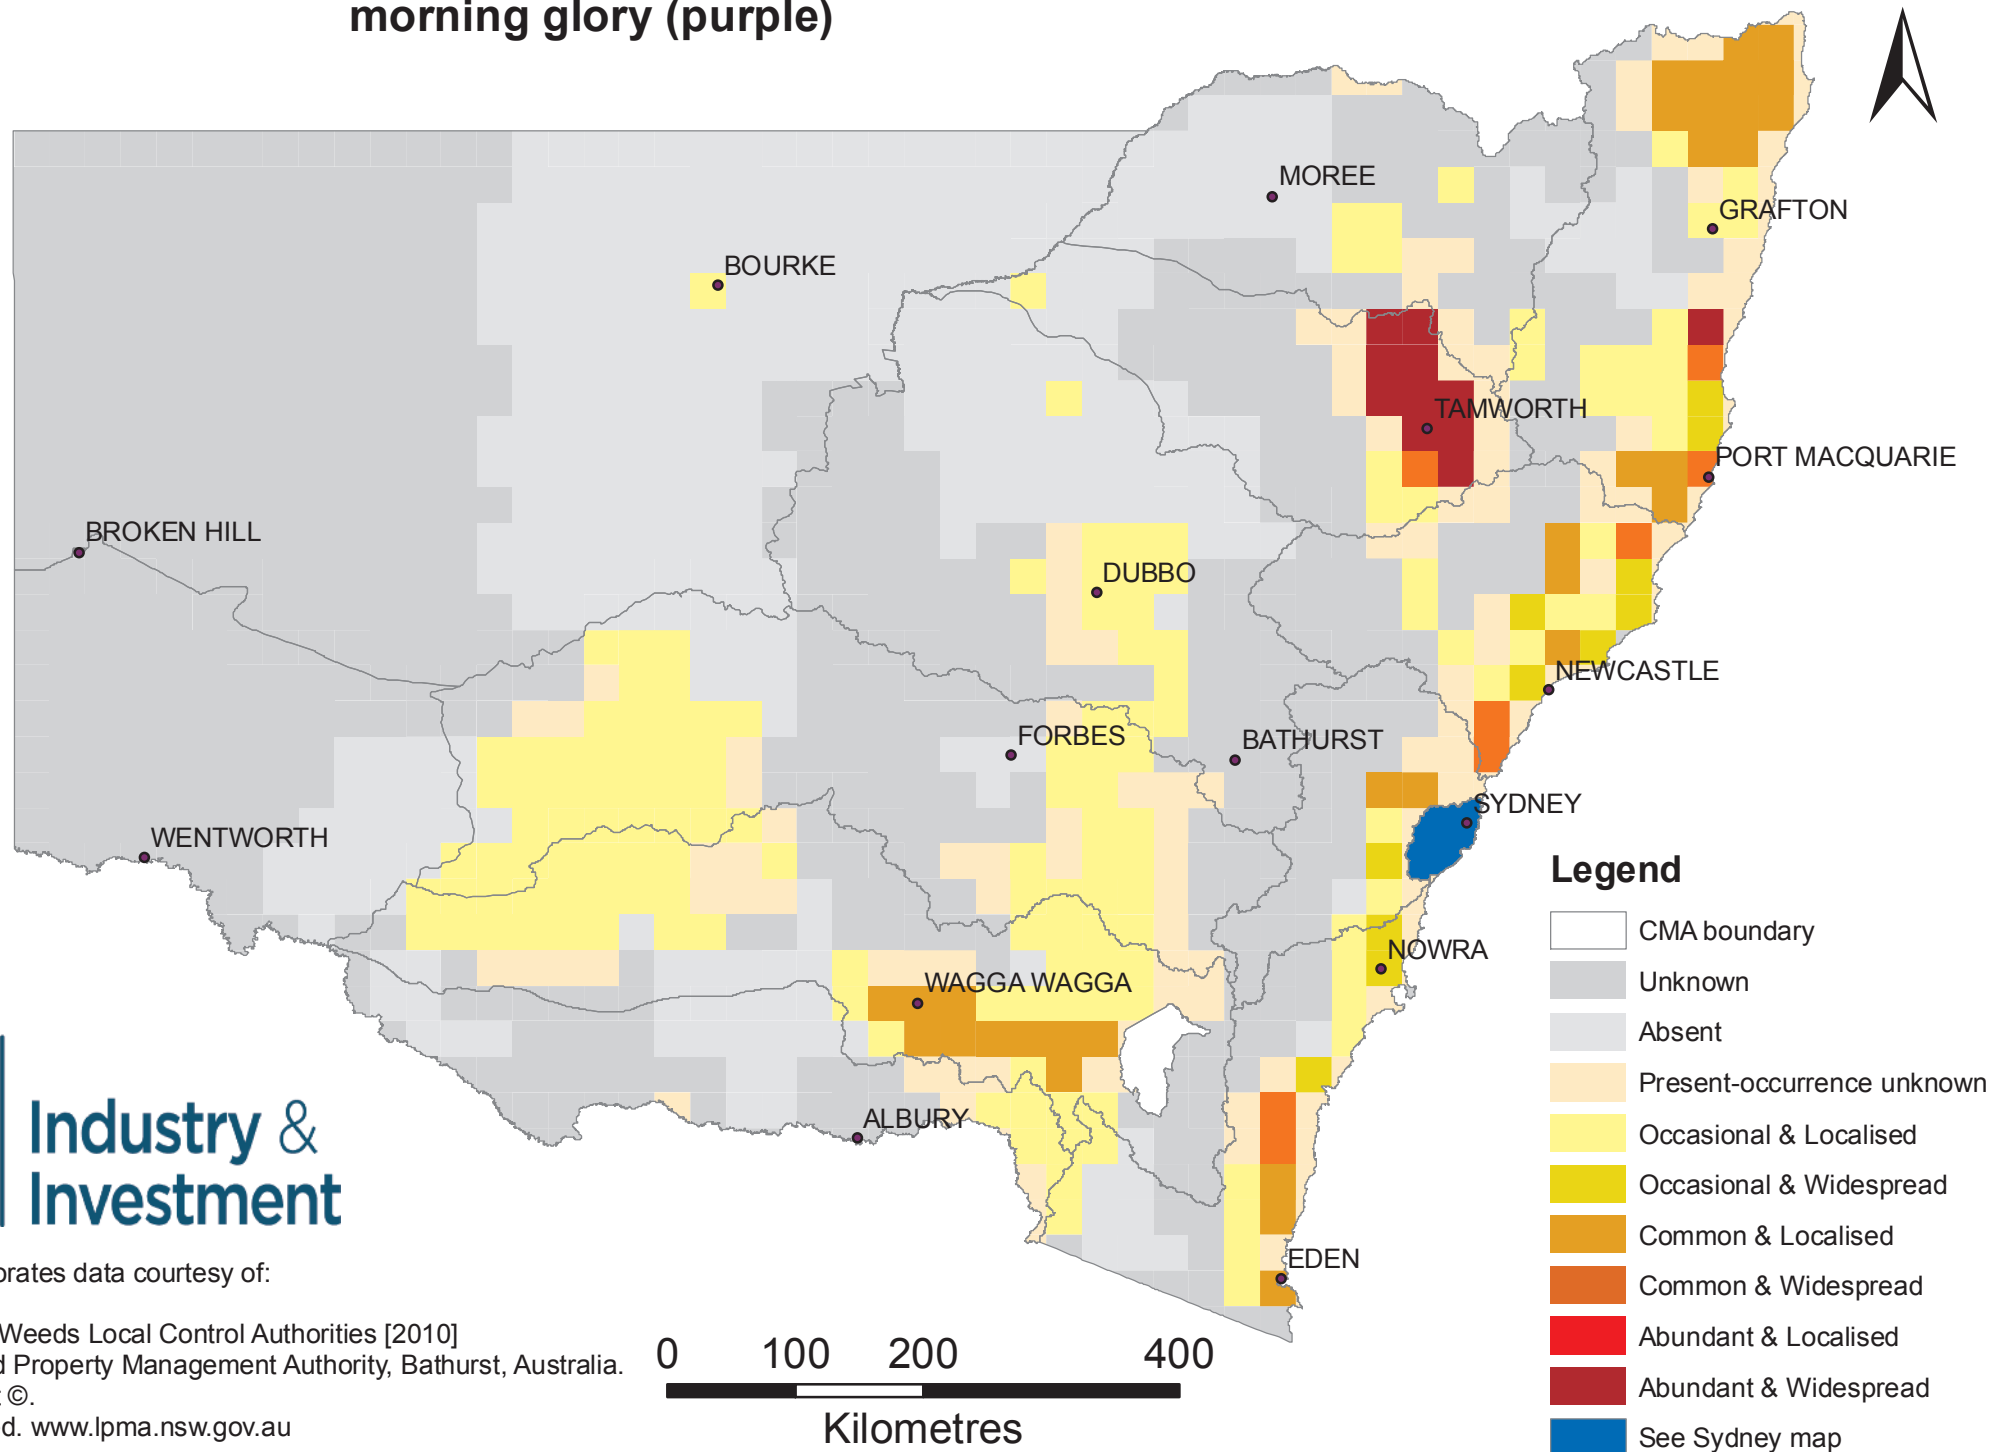 morning glory (purple)
MOREE
GRAFTON
BOURKE
TAMWORTH
PORT MACQUARIE
BROKEN HILL
DUBBO
NEWCASTLE
FORBES
BATHURST
SYDNEY
WENTWORTH
NOWRA
WAGGA WAGGA
ALBURY
EDEN
Legend
CMA boundary
Unknown
Absent
Present-occurrence unknown
Occasional & Localised
Occasional & Widespread
Common & Localised
Common & Widespread
Abundant & Localised
Abundant & Widespread
See Sydney map
Industry &
Investment
data courtesy of:
Weeds Local Control Authorities [2010]
Property Management Authority, Bathurst, Australia.
©.
www.lpma.nsw.gov.au
0 100 200 400
Kilometres